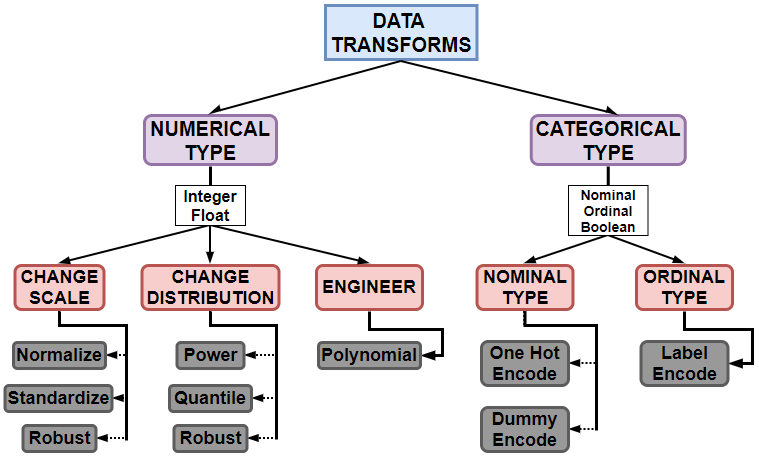 DATA
TRANSFORMS
NUMERICAL
TYPE
CATEGORICAL
TYPE
Integer
Float
Nominal
Ordinal
Boolean
CHANGE
SCALE
CHANGE
DISTRIBUTION
ENGINEER
NOMINAL
TYPE
ORDINAL
TYPE
Normalize
Standardize
Robust
Power
Quantile
Robust
Polynomial
One Hot
Encode
Dummy
Encode
Label
Encode